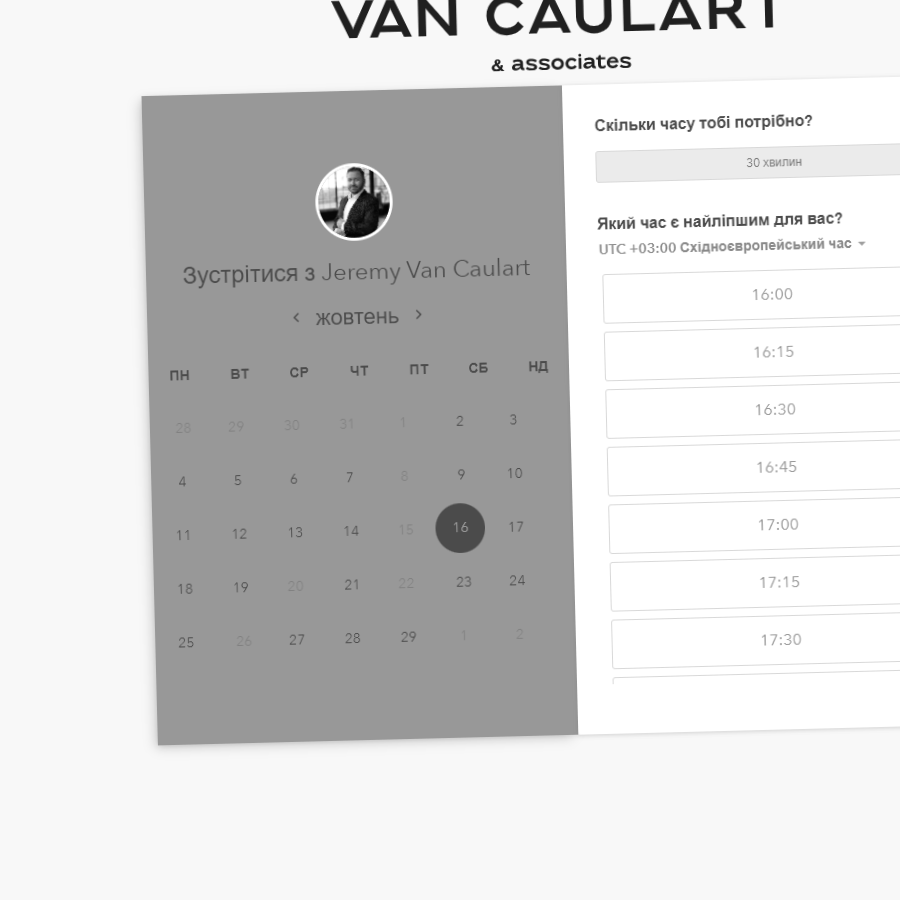 VAN CAULART
& associates
Зустрітися з Jeremy Van Caulart
жовтень
ПН ВТ СР ЧТ ПТ СБ НД
28 29 30 31 1 2 3
4 5 6 7 8 9 10
11 12 13 14 15 16 17
18 19 20 21 22 23 24
25 26 27 28 29 1 2
Скільки часу тобі потрібно?
30 хвилин
Який час є найліпшим для вас?
UTC +03:00 Східноєвропейський час
16:00
16:15
16:30
16:45
17:00
17:15
17:30